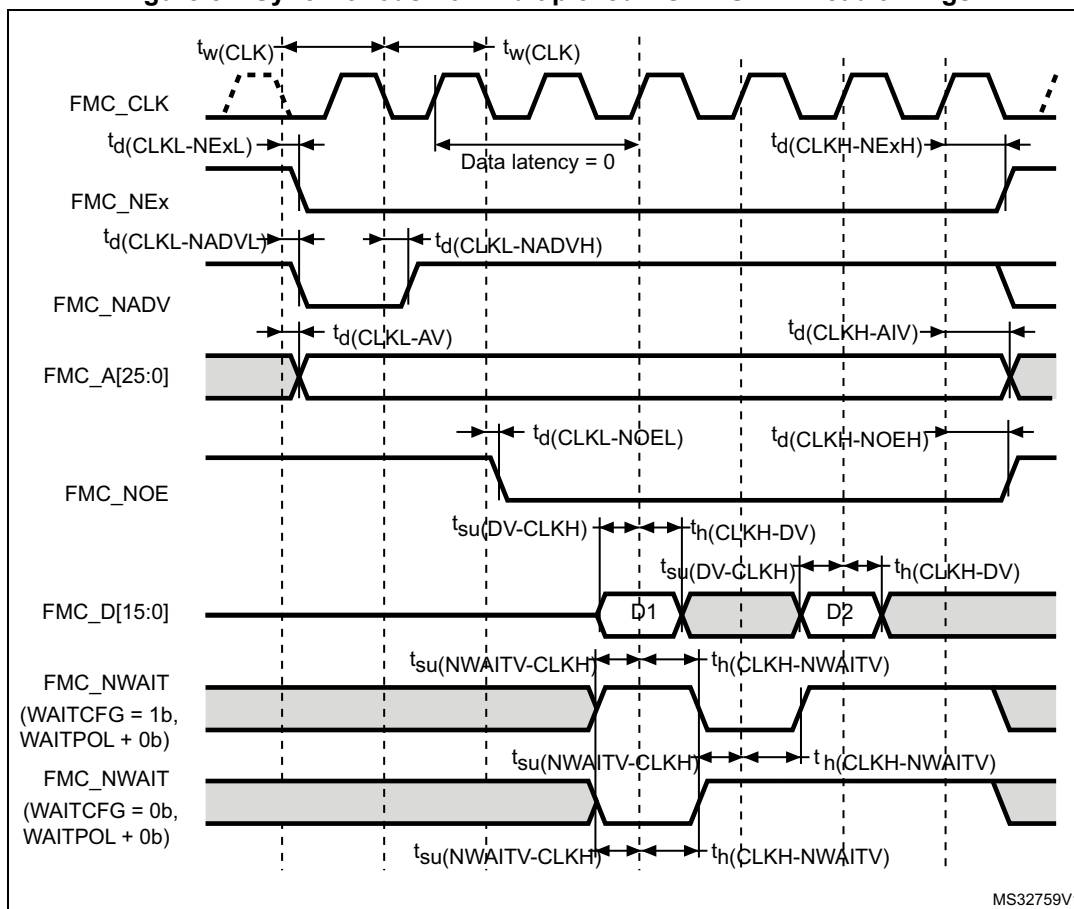 tw(CLK) tw(CLK)
FMC_CLK
td(CLKL-NExL) Data latency = 0 td(CLKH-NExH)
FMC_NEx
td(CLKL-NADVL) td(CLKL-NADVH)
FMC_NADV
td(CLKL-AV) td(CLKH-AIV)
FMC_A[25:0]
td(CLKL-NOEL) td(CLKH-NOEH)
FMC_NOE
tsu(DV-CLKH) th(CLKH-DV)
tsu(DV-CLKH) th(CLKH-DV)
FMC_D[15:0] D1 D2
tsu(NWAITV-CLKH) th(CLKH-NWAITV)
FMC_NWAIT
(WAITCFG = 1b,
WAITPOL + 0b)
tsu(NWAITV-CLKH) th(CLKH-NWAITV)
FMC_NWAIT
(WAITCFG = 0b,
WAITPOL + 0b)
tsu(NWAITV-CLKH) th(CLKH-NWAITV)